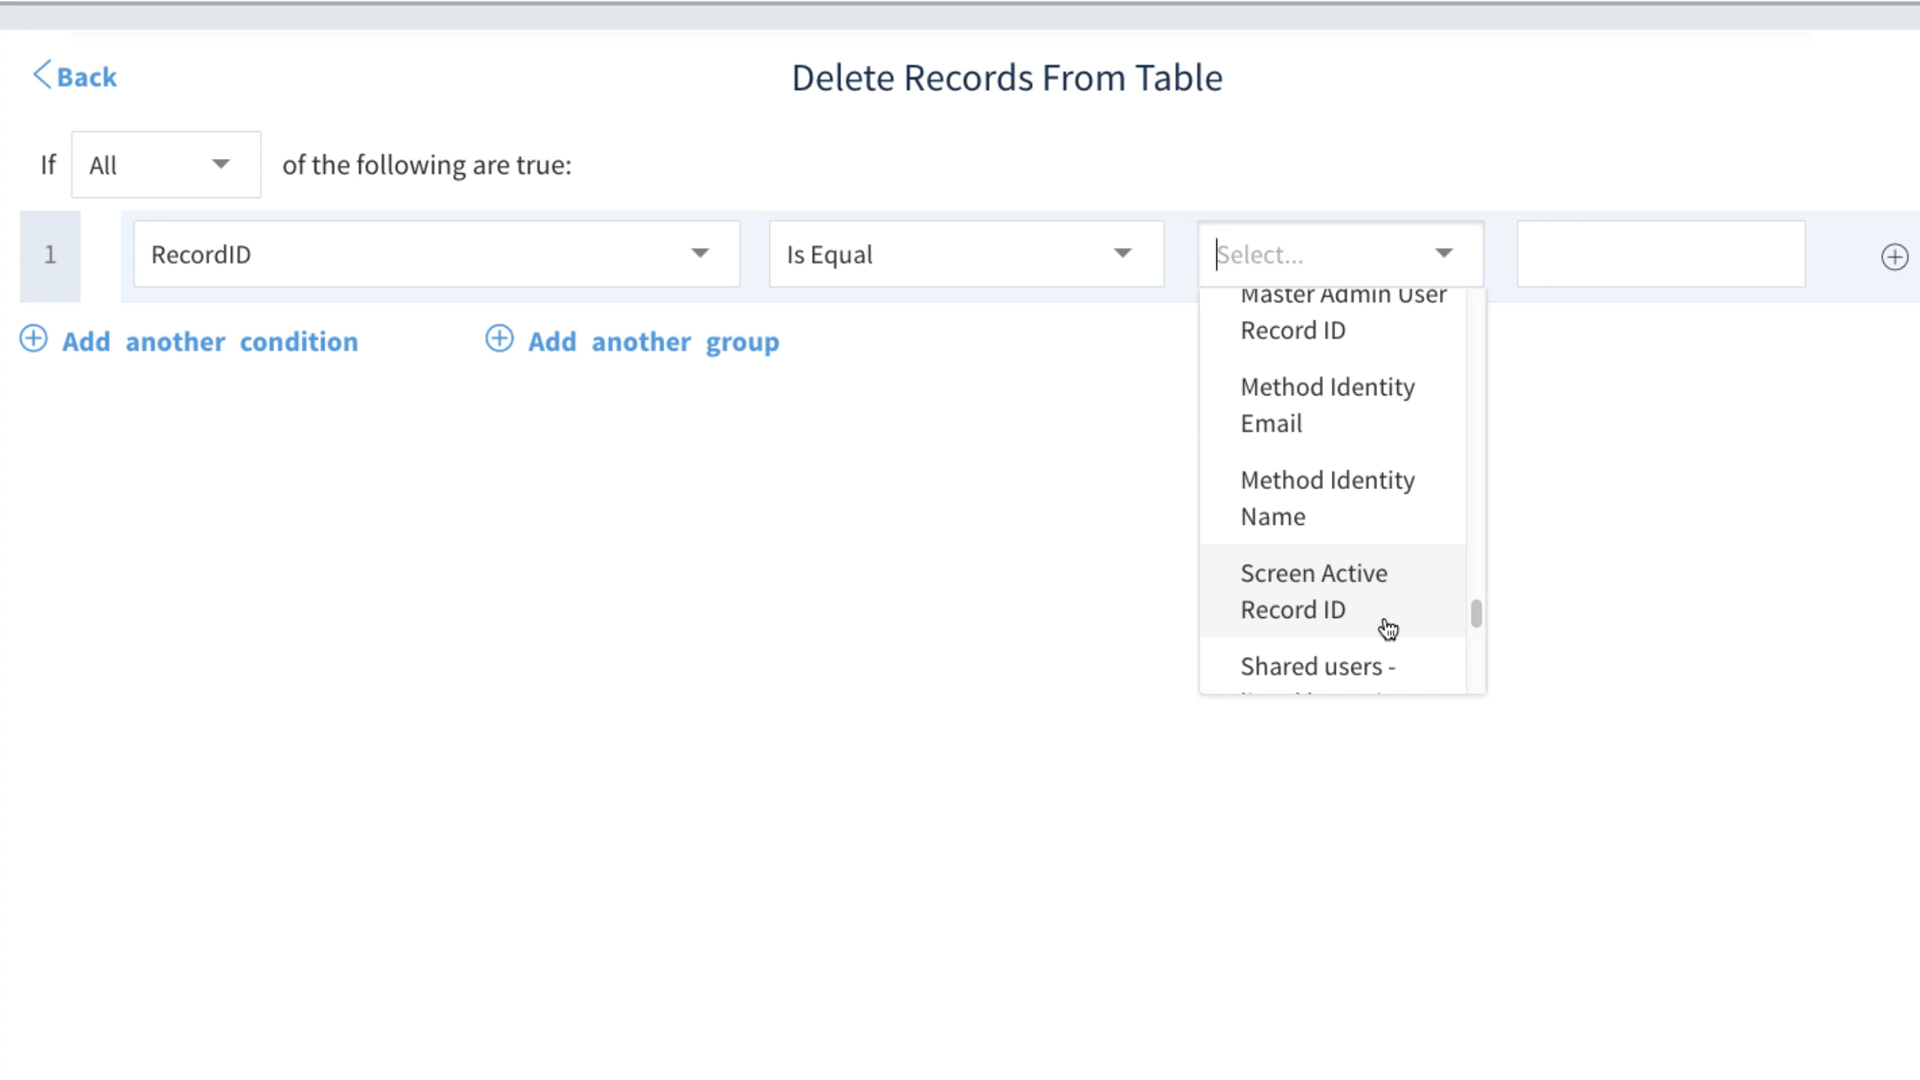 Back
Delete Records From Table
If All of the following are true:
1 RecordID Is Equal Select...
Add another condition Add another group
Master Admin User
Record ID
Method Identity
Email
Method Identity
Name
Screen Active
Record ID
Shared users -